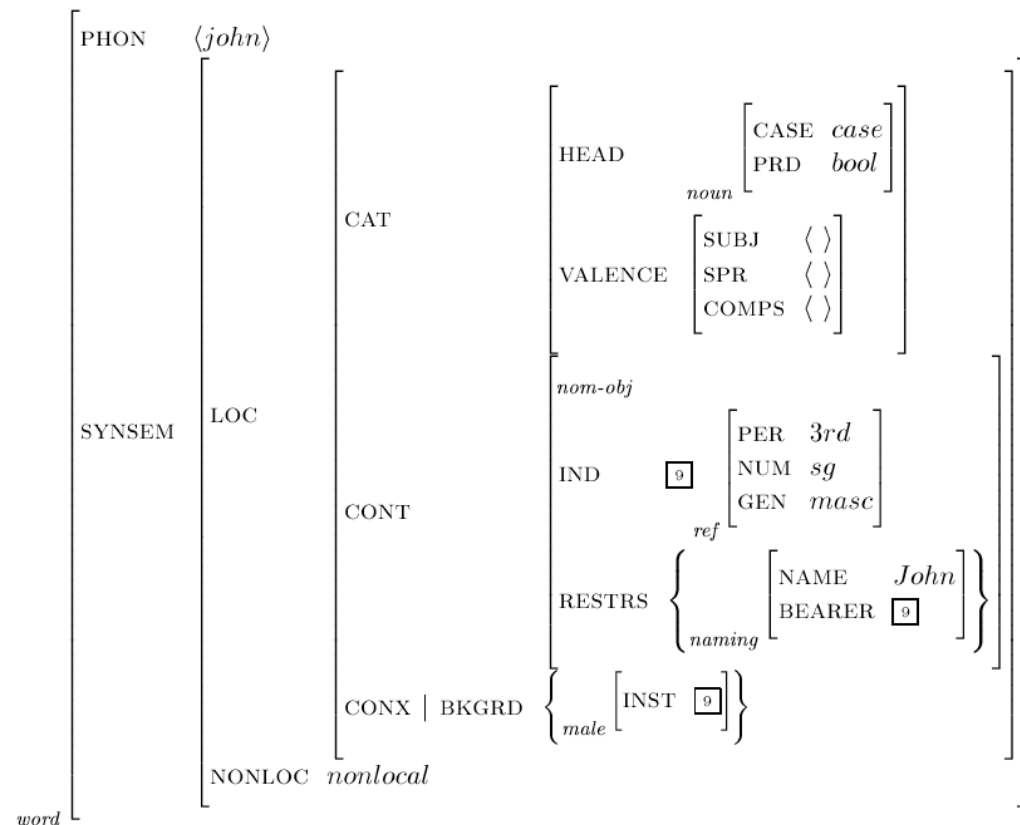 PHON ⟨john⟩
CASE case
HEAD
PRD bool
noun
CAT
SUBJ ⟨ ⟩
VALENCE SPR ⟨ ⟩
COMPS ⟨ ⟩
nom-obj
LOC
SYNSEM
PER 3rd
IND 9 NUM sg
GEN masc
CONT
ref
NAME John
RESTRS
BEARER 9
naming
CONX | BKGRD { INST 9 }
male
NONLOC nonlocal
word